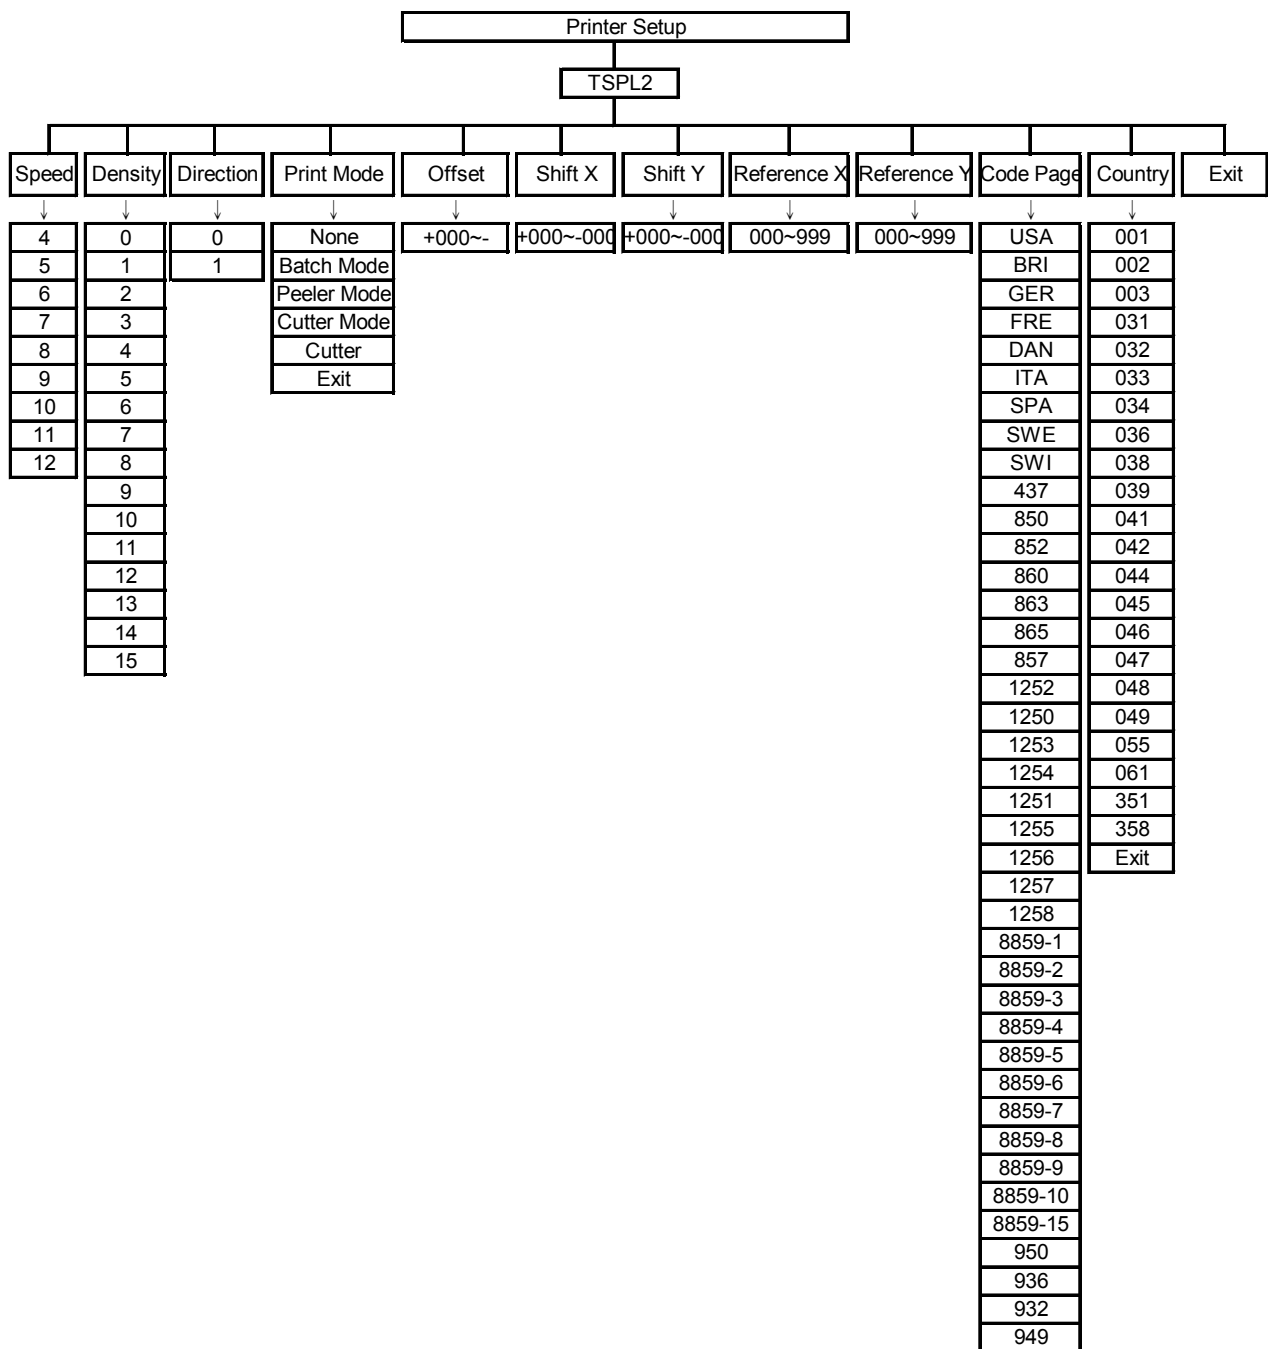 Printer Setup
TSPL2
Speed Density Direction Print Mode Offset Shift X Shift Y Reference X Reference Y Code Page Country Exit
4 0 0 None +000~- +000~-000 +000~-000 000~999 000~999 USA 001
5 1 1 Batch Mode BRI 002
6 2 Peeler Mode GER 003
7 3 Cutter Mode FRE 031
8 4 Cutter DAN 032
9 5 Exit ITA 033
10 6 SPA 034
11 7 SWE 036
12 8 SWI 038
9 437 039
10 850 041
11 852 042
12 860 044
13 863 045
14 865 046
15 857 047
1252 048
1250 049
1253 055
1254 061
1251 351
1255 358
1256 Exit
1257
1258
8859-1
8859-2
8859-3
8859-4
8859-5
8859-6
8859-7
8859-8
8859-9
8859-10
8859-15
950
936
932
949